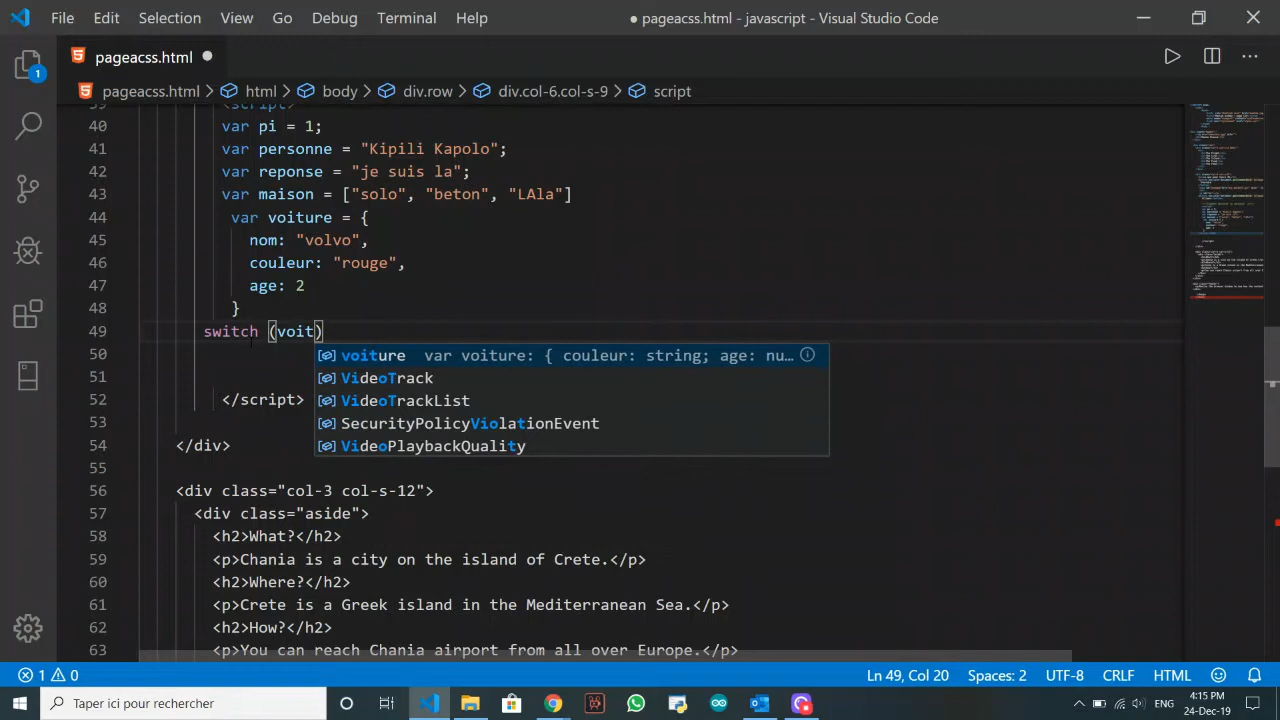 File Edit Selection View Go Debug Terminal Help ● pageacss.html - javascript - Visual Studio Code
pageacss.html
pageacss.html > html > body > div.row > div.col-6.col-s-9 > script
1
39 <script>
40 var pi = 1;
41 var personne = "Kipili Kapolo";
42 var reponse = "je suis la";
43 var maison = ["solo", "beton", "LAla"]
44 var voiture = {
45 nom: "volvo",
46 couleur: "rouge",
47 age: 2
48 }
49 switch (voit)
voiture var voiture: { couleur: string; age: nu…
50
VideoTrack
51
VideoTrackList
52 </script>
SecurityPolicyViolationEvent
53
VideoPlaybackQuality
54 </div>
55
56 <div class="col-3 col-s-12">
57 <div class="aside">
58 <h2>What?</h2>
59 <p>Chania is a city on the island of Crete.</p>
60 <h2>Where?</h2>
61 <p>Crete is a Greek island in the Mediterranean Sea.</p>
62 <h2>How?</h2>
63 <p>You can reach Chania airport from all over Europe.</p>
1 0 Ln 49, Col 20 Spaces: 2 UTF-8 CRLF HTML
Taper ici pour rechercher
ENG
4:15 PM
24-Dec-19